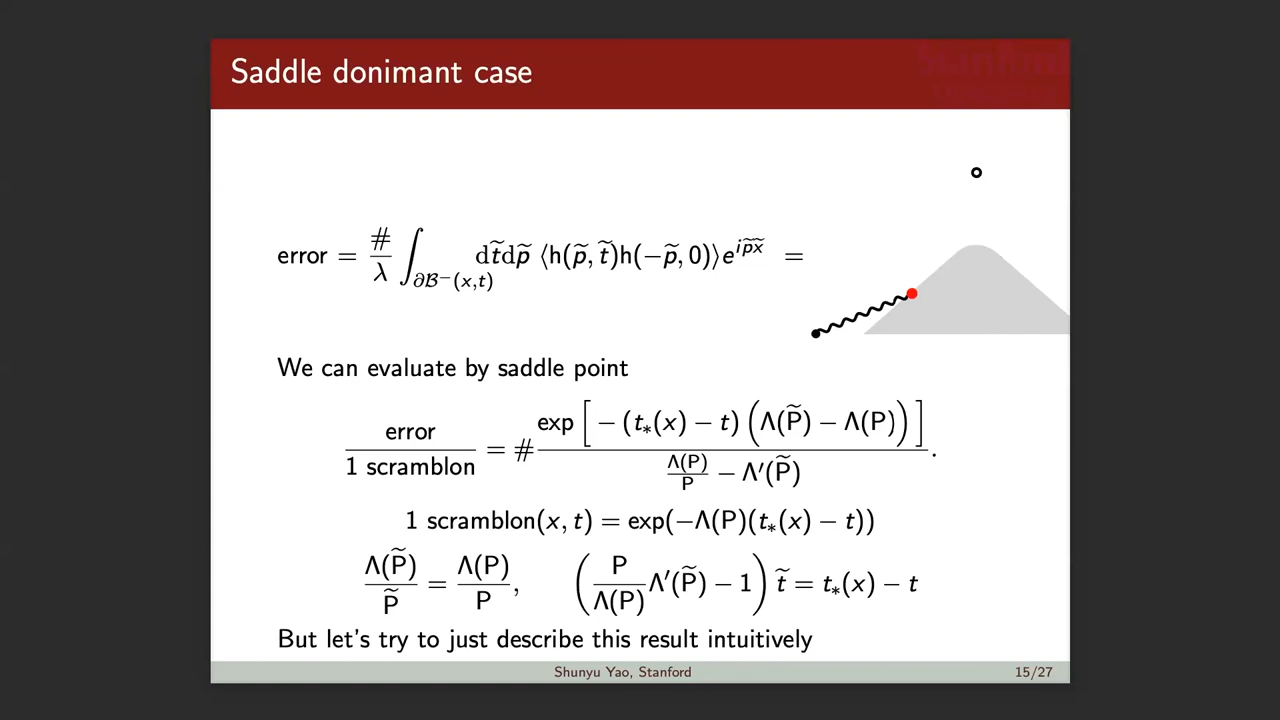 Saddle donimant case
error = #/λ ∫_{∂ℬ⁻(x,t)} dt̃dp̃ ⟨h(p̃, t̃)h(−p̃, 0)⟩e^{ip̃x̃} =
We can evaluate by saddle point
error / 1 scramblon = # exp[ − (t∗(x) − t) (Λ(P̃) − Λ(P)) ] / (Λ(P)/P − Λ′(P̃)) .
1 scramblon(x, t) = exp(−Λ(P)(t∗(x) − t))
Λ(P̃)/P̃ = Λ(P)/P , (P/Λ(P) Λ′(P̃) − 1) t̃ = t∗(x) − t
But let's try to just describe this result intuitively
Shunyu Yao, Stanford 15/27